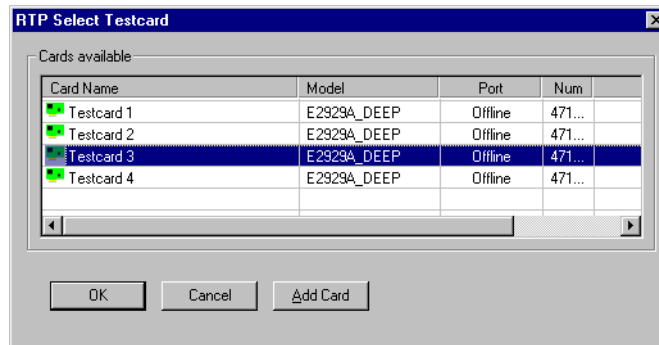 RTP Select Testcard
Cards available
Card Name Model Port Num
Testcard 1 E2929A_DEEP Offline 471...
Testcard 2 E2929A_DEEP Offline 471...
Testcard 3 E2929A_DEEP Offline 471...
Testcard 4 E2929A_DEEP Offline 471...
OK Cancel Add Card